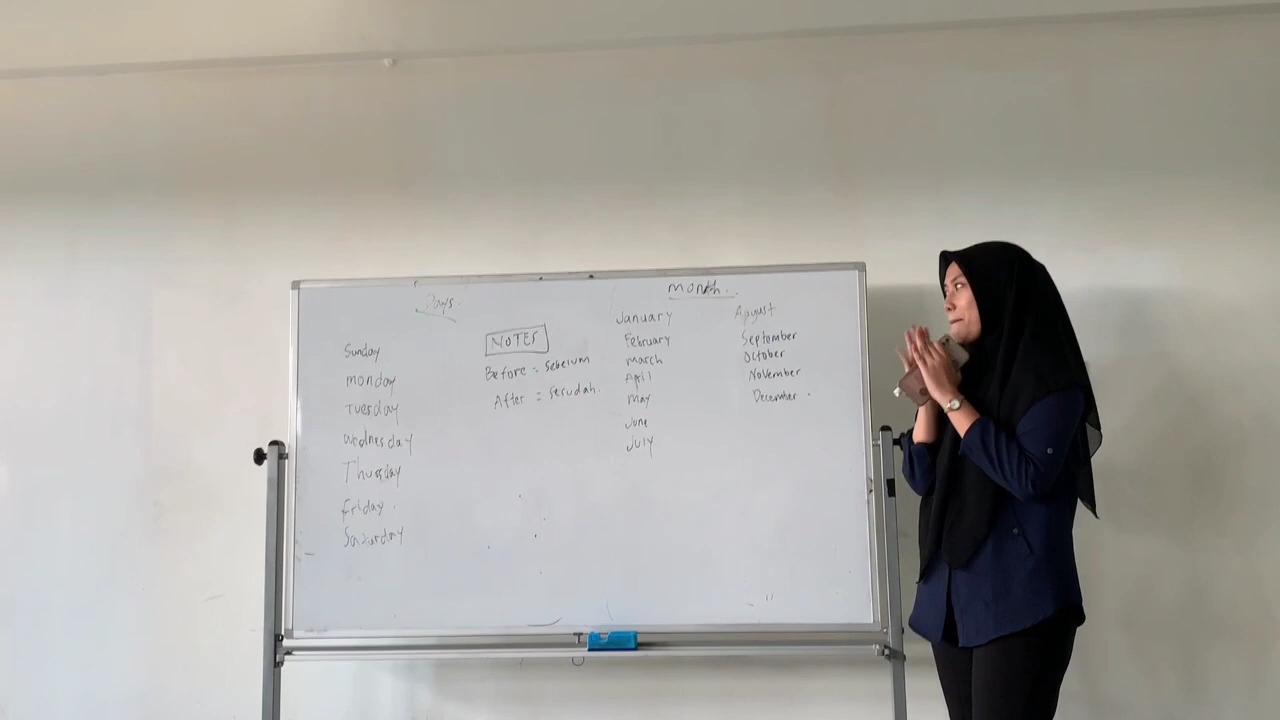 Days.
Sunday
monday
Tuesday
wednesday
Thursday
friday.
Saturday
NOTES
Before = sebelum
After = serudah.
month.
January
February
march
April
May
June
July
August
September
October
November
December.